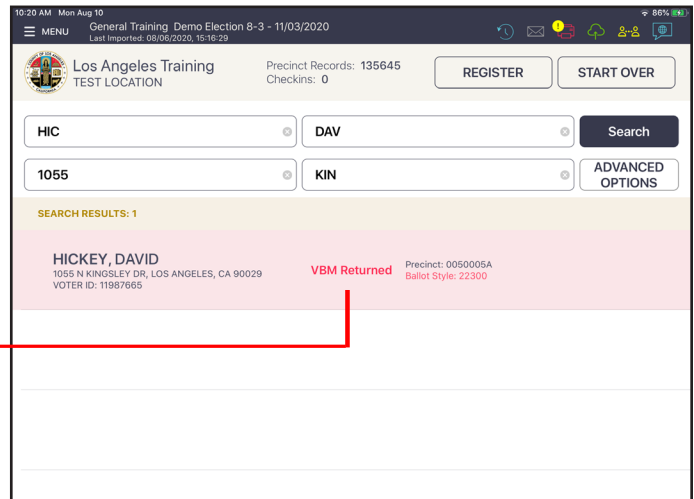 10:20 AM Mon Aug 10
86%
MENU
General Training Demo Election 8-3 - 11/03/2020
Last Imported: 08/06/2020, 15:16:29
Los Angeles Training
TEST LOCATION
Precinct Records: 135645
Checkins: 0
REGISTER
START OVER
HIC
DAV
Search
1055
KIN
ADVANCED
OPTIONS
SEARCH RESULTS: 1
HICKEY, DAVID
1055 N KINGSLEY DR, LOS ANGELES, CA 90029
VOTER ID: 11987665
VBM Returned
Precinct: 0050005A
Ballot Style: 22300